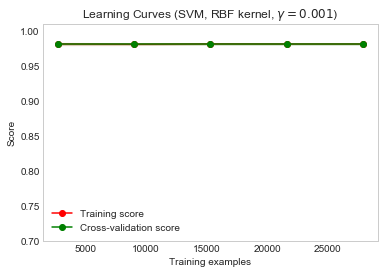 Learning Curves (SVM, RBF kernel, γ = 0.001)
1.00
0.95
0.90
0.85
0.80
0.75
0.70
Score
Training score
Cross-validation score
5000 10000 15000 20000 25000
Training examples